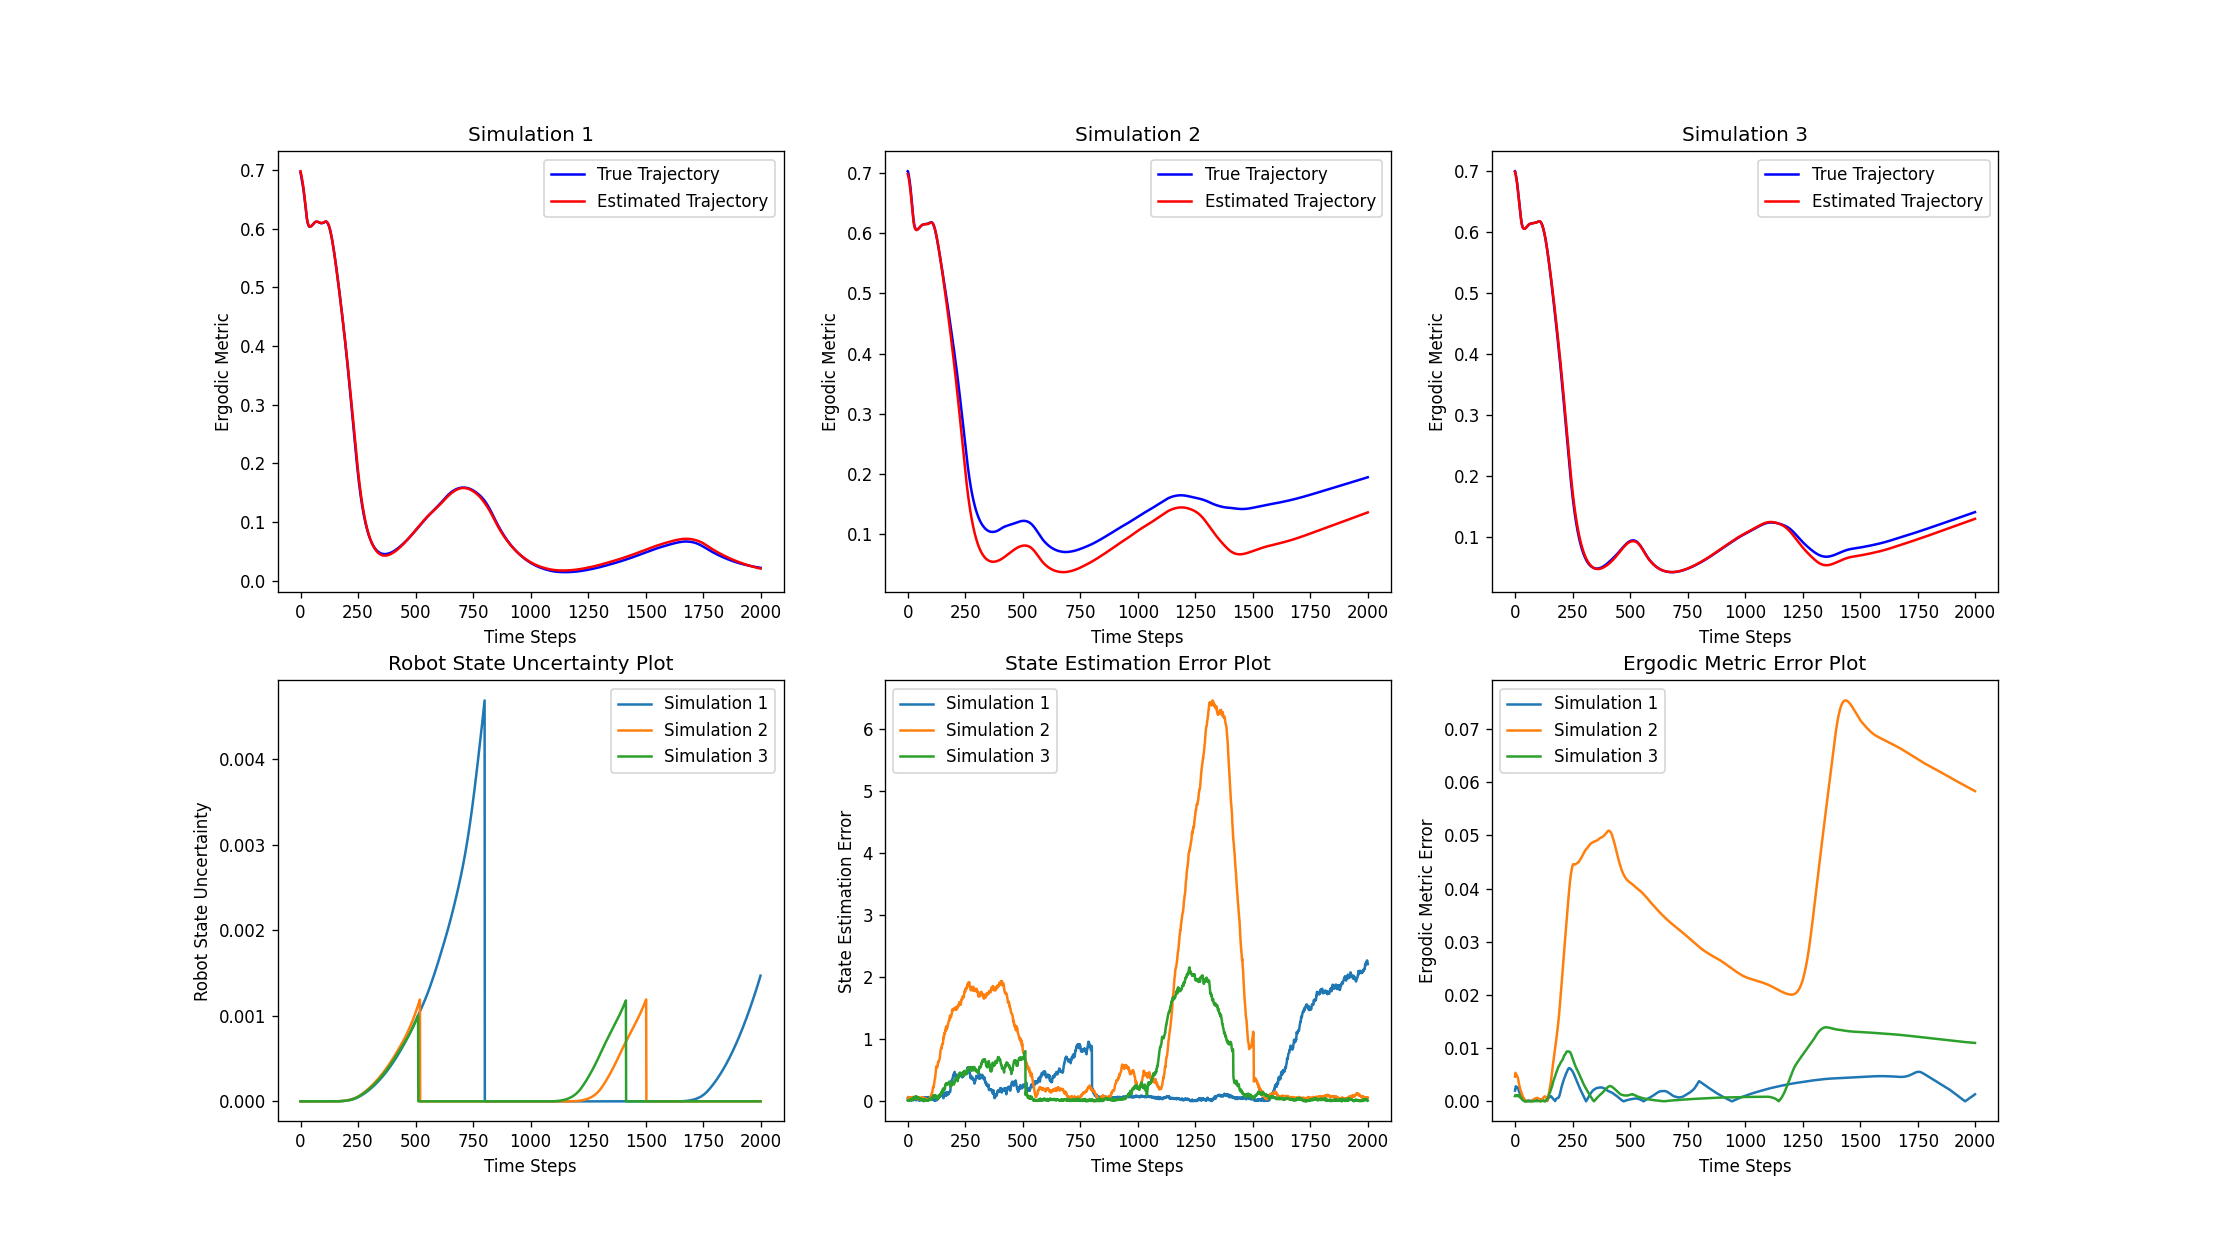 Simulation 1
True Trajectory
Estimated Trajectory
Ergodic Metric
0.7
0.6
0.5
0.4
0.3
0.2
0.1
0.0
0 250 500 750 1000 1250 1500 1750 2000
Time Steps
Simulation 2
True Trajectory
Estimated Trajectory
Ergodic Metric
0.7
0.6
0.5
0.4
0.3
0.2
0.1
0 250 500 750 1000 1250 1500 1750 2000
Time Steps
Simulation 3
True Trajectory
Estimated Trajectory
Ergodic Metric
0.7
0.6
0.5
0.4
0.3
0.2
0.1
0 250 500 750 1000 1250 1500 1750 2000
Time Steps
Robot State Uncertainty Plot
Simulation 1
Simulation 2
Simulation 3
Robot State Uncertainty
0.004
0.003
0.002
0.001
0.000
0 250 500 750 1000 1250 1500 1750 2000
Time Steps
State Estimation Error Plot
Simulation 1
Simulation 2
Simulation 3
State Estimation Error
6
5
4
3
2
1
0
0 250 500 750 1000 1250 1500 1750 2000
Time Steps
Ergodic Metric Error Plot
Simulation 1
Simulation 2
Simulation 3
Ergodic Metric Error
0.07
0.06
0.05
0.04
0.03
0.02
0.01
0.00
0 250 500 750 1000 1250 1500 1750 2000
Time Steps